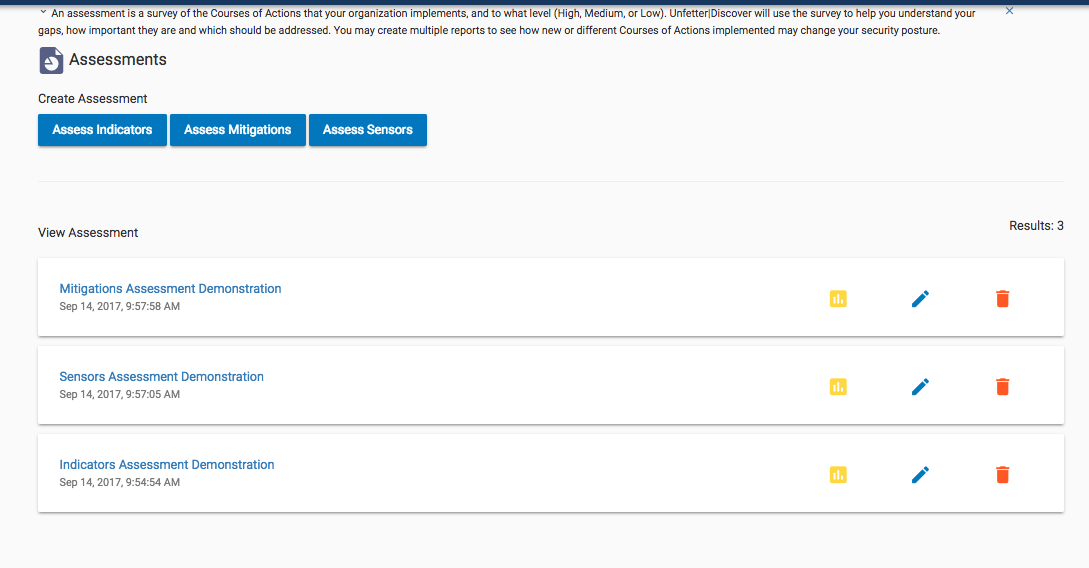 An assessment is a survey of the Courses of Actions that your organization implements, and to what level (High, Medium, or Low). Unfetter|Discover will use the survey to help you understand your
gaps, how important they are and which should be addressed. You may create multiple reports to see how new or different Courses of Actions implemented may change your security posture.
Assessments
Create Assessment
Assess Indicators Assess Mitigations Assess Sensors
Results: 3
View Assessment
Mitigations Assessment Demonstration
Sep 14, 2017, 9:57:58 AM
Sensors Assessment Demonstration
Sep 14, 2017, 9:57:05 AM
Indicators Assessment Demonstration
Sep 14, 2017, 9:54:54 AM